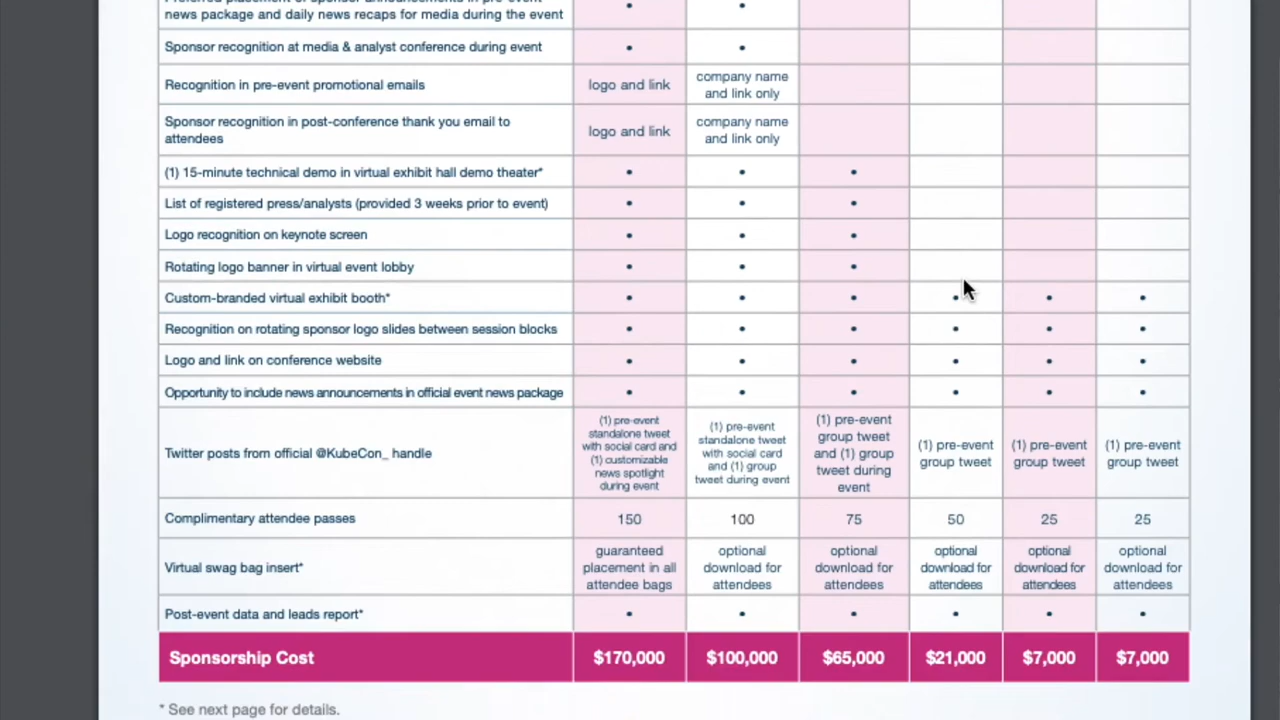 Preferred placement of sponsor announcements in pre-event
news package and daily news recaps for media during the event • •
Sponsor recognition at media & analyst conference during event • •
Recognition in pre-event promotional emails logo and link company name
and link only
Sponsor recognition in post-conference thank you email to
attendees logo and link company name
and link only
(1) 15-minute technical demo in virtual exhibit hall demo theater* • • •
List of registered press/analysts (provided 3 weeks prior to event) • • •
Logo recognition on keynote screen • • •
Rotating logo banner in virtual event lobby • • •
Custom-branded virtual exhibit booth* • • • • • •
Recognition on rotating sponsor logo slides between session blocks • • • • • •
Logo and link on conference website • • • • • •
Opportunity to include news announcements in official event news package • • • • • •
Twitter posts from official @KubeCon_ handle
(1) pre-event
standalone tweet
with social card and
(1) customizable
news spotlight
during event
(1) pre-event
standalone tweet
with social card
and (1) group
tweet during event
(1) pre-event
group tweet
and (1) group
tweet during
event
(1) pre-event
group tweet
(1) pre-event
group tweet
(1) pre-event
group tweet
Complimentary attendee passes 150 100 75 50 25 25
Virtual swag bag insert*
guaranteed
placement in all
attendee bags
optional
download for
attendees
optional
download for
attendees
optional
download for
attendees
optional
download for
attendees
optional
download for
attendees
Post-event data and leads report* • • • • • •
Sponsorship Cost $170,000 $100,000 $65,000 $21,000 $7,000 $7,000
* See next page for details.